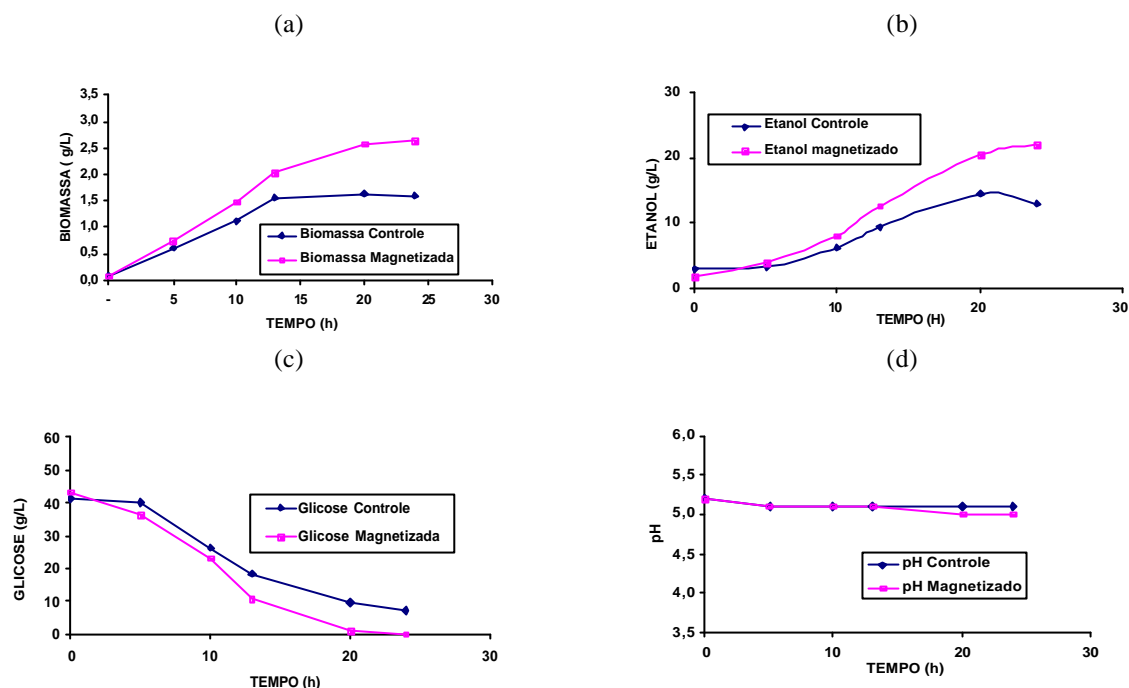 (a)
3,5
3,0
2,5
2,0
1,5
1,0
0,5
0,0
BIOMASSA ( g/L)
Biomassa Controle
Biomassa Magnetizada
- 5 10 15 20 25 30
TEMPO (h)
(b)
30
20
10
0
ETANOL (g/L)
Etanol Controle
Etanol magnetizado
0 10 20 30
TEMPO (H)
(c)
60
50
40
30
20
10
0
GLICOSE (g/L)
Glicose Controle
Glicose Magnetizada
0 10 20 30
TEMPO (h)
(d)
6,0
5,5
5,0
4,5
4,0
3,5
pH
pH Controle
pH Magnetizado
0 10 20 30
TEMPO (h)